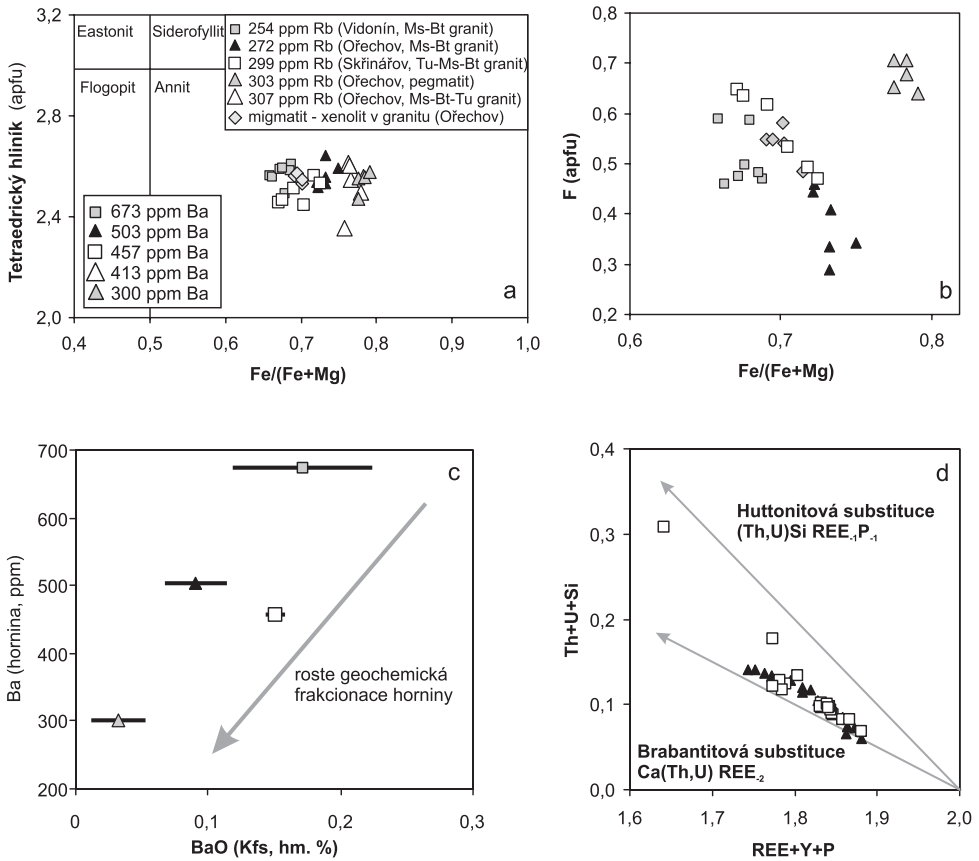 3,2
2,8
2,4
2,0
0,4
0,5
0,6
0,7
0,8
0,9
1,0
Tetraedrický hliník (apfu)
Fe/(Fe+Mg)
Eastonit
Siderofyllit
Flogopit
Annit
254 ppm Rb (Vidonín, Ms-Bt granit)
272 ppm Rb (Ořechov, Ms-Bt granit)
299 ppm Rb (Skřinářov, Tu-Ms-Bt granit)
303 ppm Rb (Ořechov, pegmatit)
307 ppm Rb (Ořechov, Ms-Bt-Tu granit)
migmatit - xenolit v granitu (Ořechov)
673 ppm Ba
503 ppm Ba
457 ppm Ba
413 ppm Ba
300 ppm Ba
a
0,8
0,7
0,6
0,5
0,4
0,3
0,2
0,6
0,7
0,8
F (apfu)
Fe/(Fe+Mg)
b
700
600
500
400
300
200
0
0,1
0,2
0,3
Ba (hornina, ppm)
BaO (Kfs, hm. %)
roste geochemická
frakcionace horniny
c
0,4
0,3
0,2
0,1
0,0
1,6
1,7
1,8
1,9
2,0
Th+U+Si
REE+Y+P
Huttonitová substituce
(Th,U)Si REE-1P-1
Brabantitová substituce
Ca(Th,U) REE-2
d